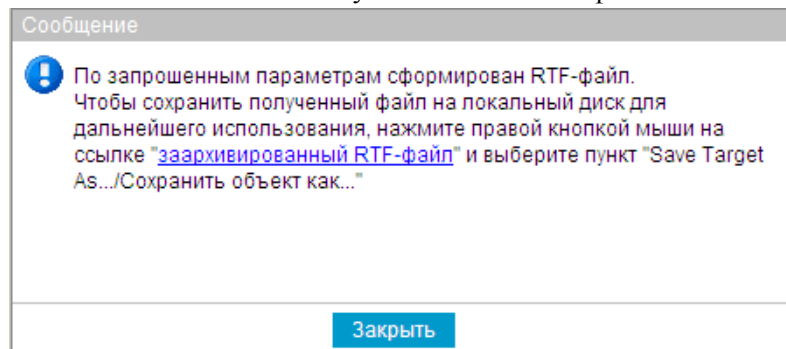 Сообщение
По запрошенным параметрам сформирован RTF-файл.
Чтобы сохранить полученный файл на локальный диск для
дальнейшего использования, нажмите правой кнопкой мыши на
ссылке "заархивированный RTF-файл" и выберите пункт "Save Target
As.../Сохранить объект как..."
Закрыть